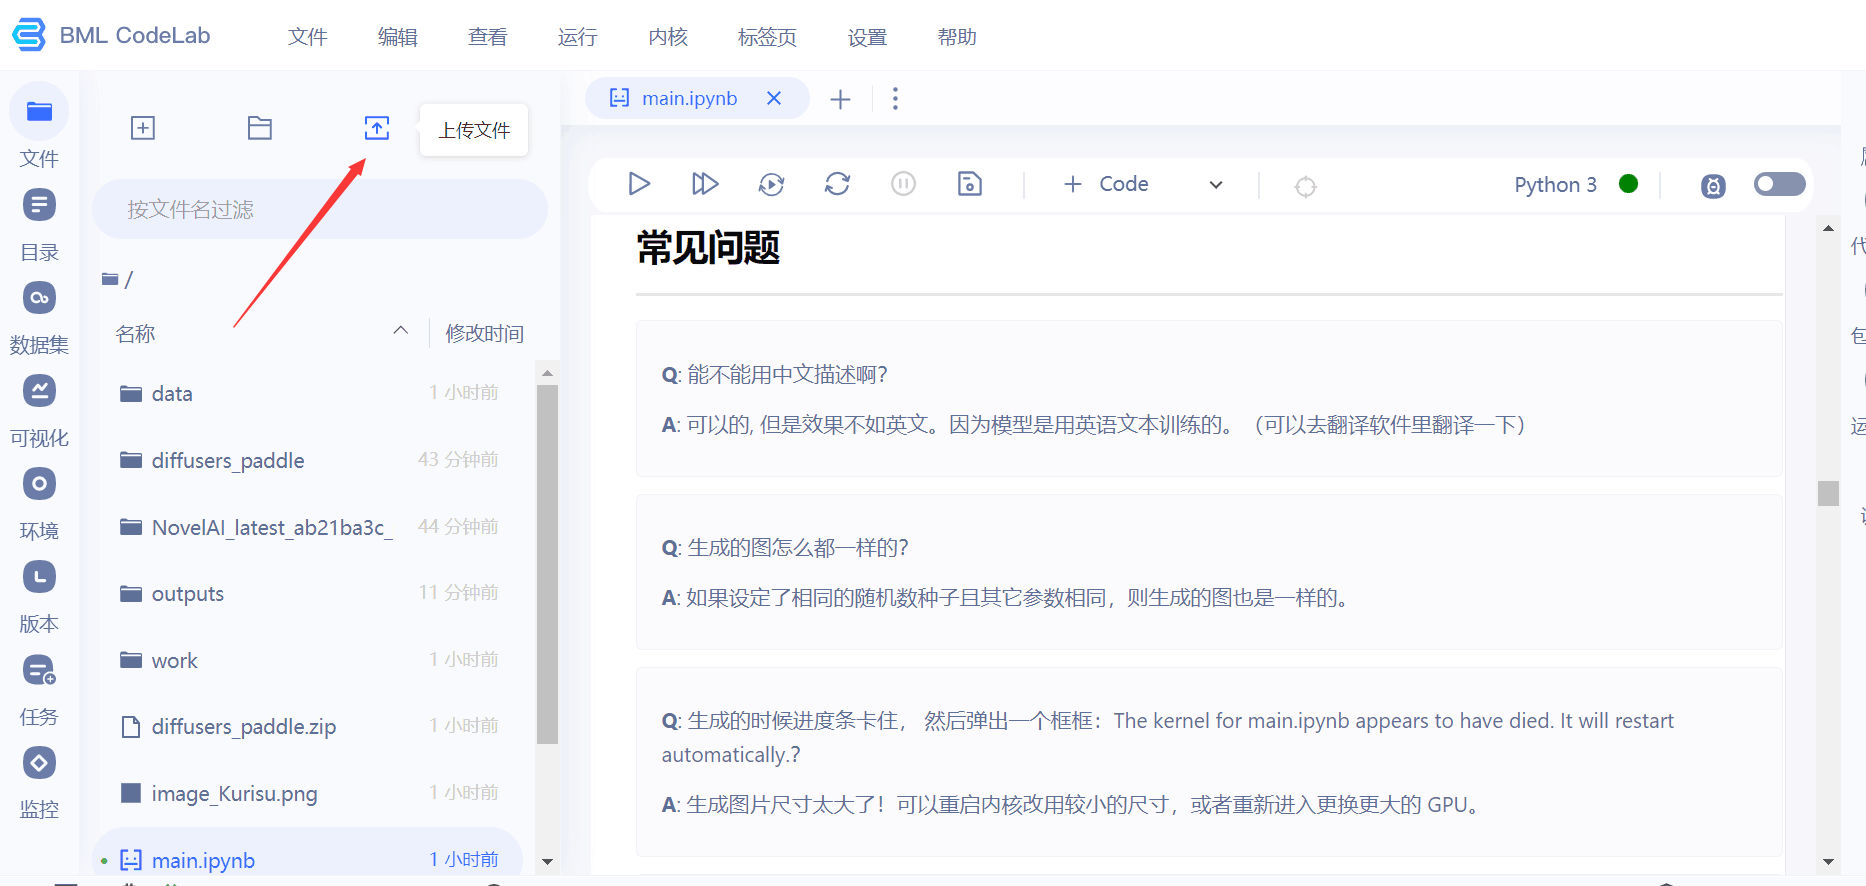 BML CodeLab
文件
编辑
查看
运行
内核
标签页
设置
帮助
文件
目录
数据集
可视化
环境
版本
任务
监控
上传文件
按文件名过滤
/
名称
修改时间
data
1 小时前
diffusers_paddle
43 分钟前
NovelAI_latest_ab21ba3c_
44 分钟前
outputs
11 分钟前
work
1 小时前
diffusers_paddle.zip
1 小时前
image_Kurisu.png
1 小时前
main.ipynb
1 小时前
main.ipynb
Code
Python 3
常见问题
Q: 能不能用中文描述啊？
A: 可以的, 但是效果不如英文。因为模型是用英语文本训练的。（可以去翻译软件里翻译一下）
Q: 生成的图怎么都一样的？
A: 如果设定了相同的随机数种子且其它参数相同，则生成的图也是一样的。
Q: 生成的时候进度条卡住， 然后弹出一个框框：The kernel for main.ipynb appears to have died. It will restart
automatically.?
A: 生成图片尺寸太大了！可以重启内核改用较小的尺寸，或者重新进入更换更大的 GPU。
代
包
运